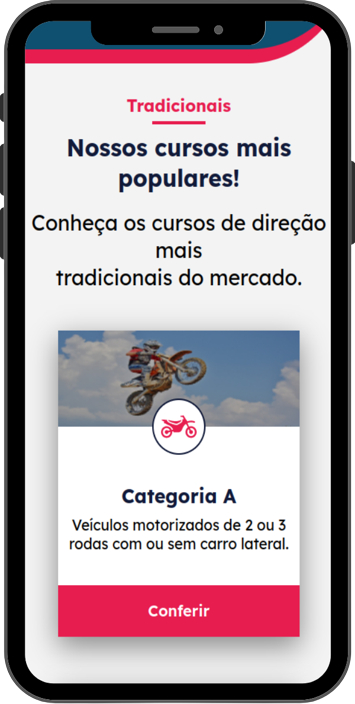 Tradicionais
Nossos cursos mais
populares!
Conheça os cursos de direção
mais
tradicionais do mercado.
Categoria A
Veículos motorizados de 2 ou 3
rodas com ou sem carro lateral.
Conferir